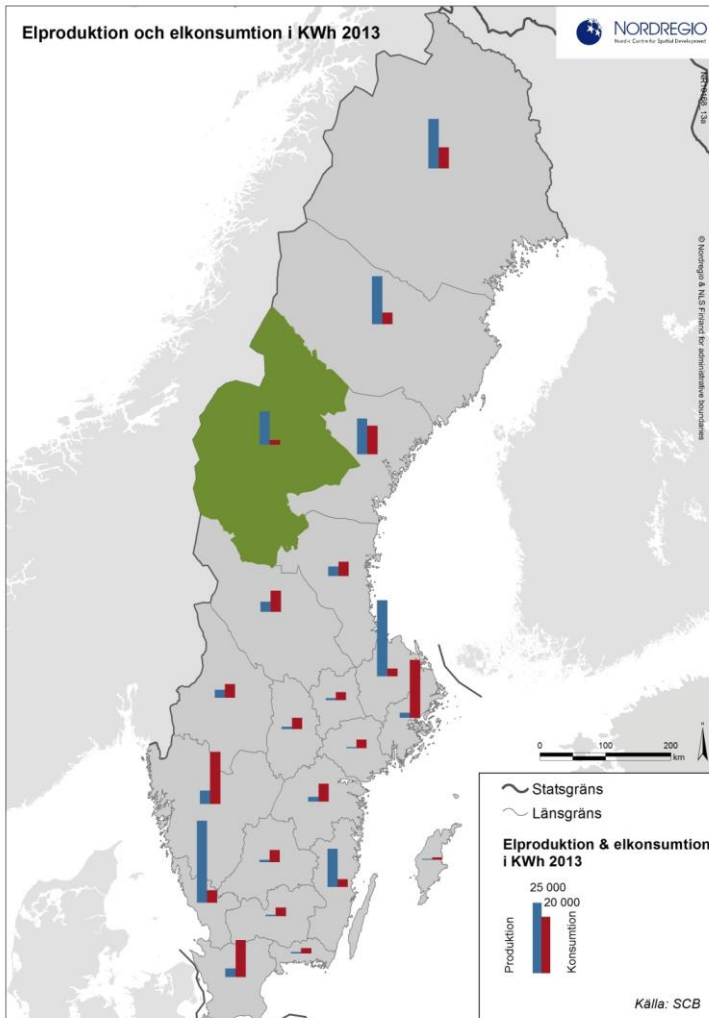 Elproduktion och elkonsumtion i KWh 2013
NORDREGIO
Nordic Centre for Spatial Development
© Nordregio & NLS Finland for administrative boundaries
N
0 100 200
km
Statsgräns
Länsgräns
Elproduktion & elkonsumtion
i KWh 2013
25 000
20 000
Produktion
Konsumtion
Källa: SCB